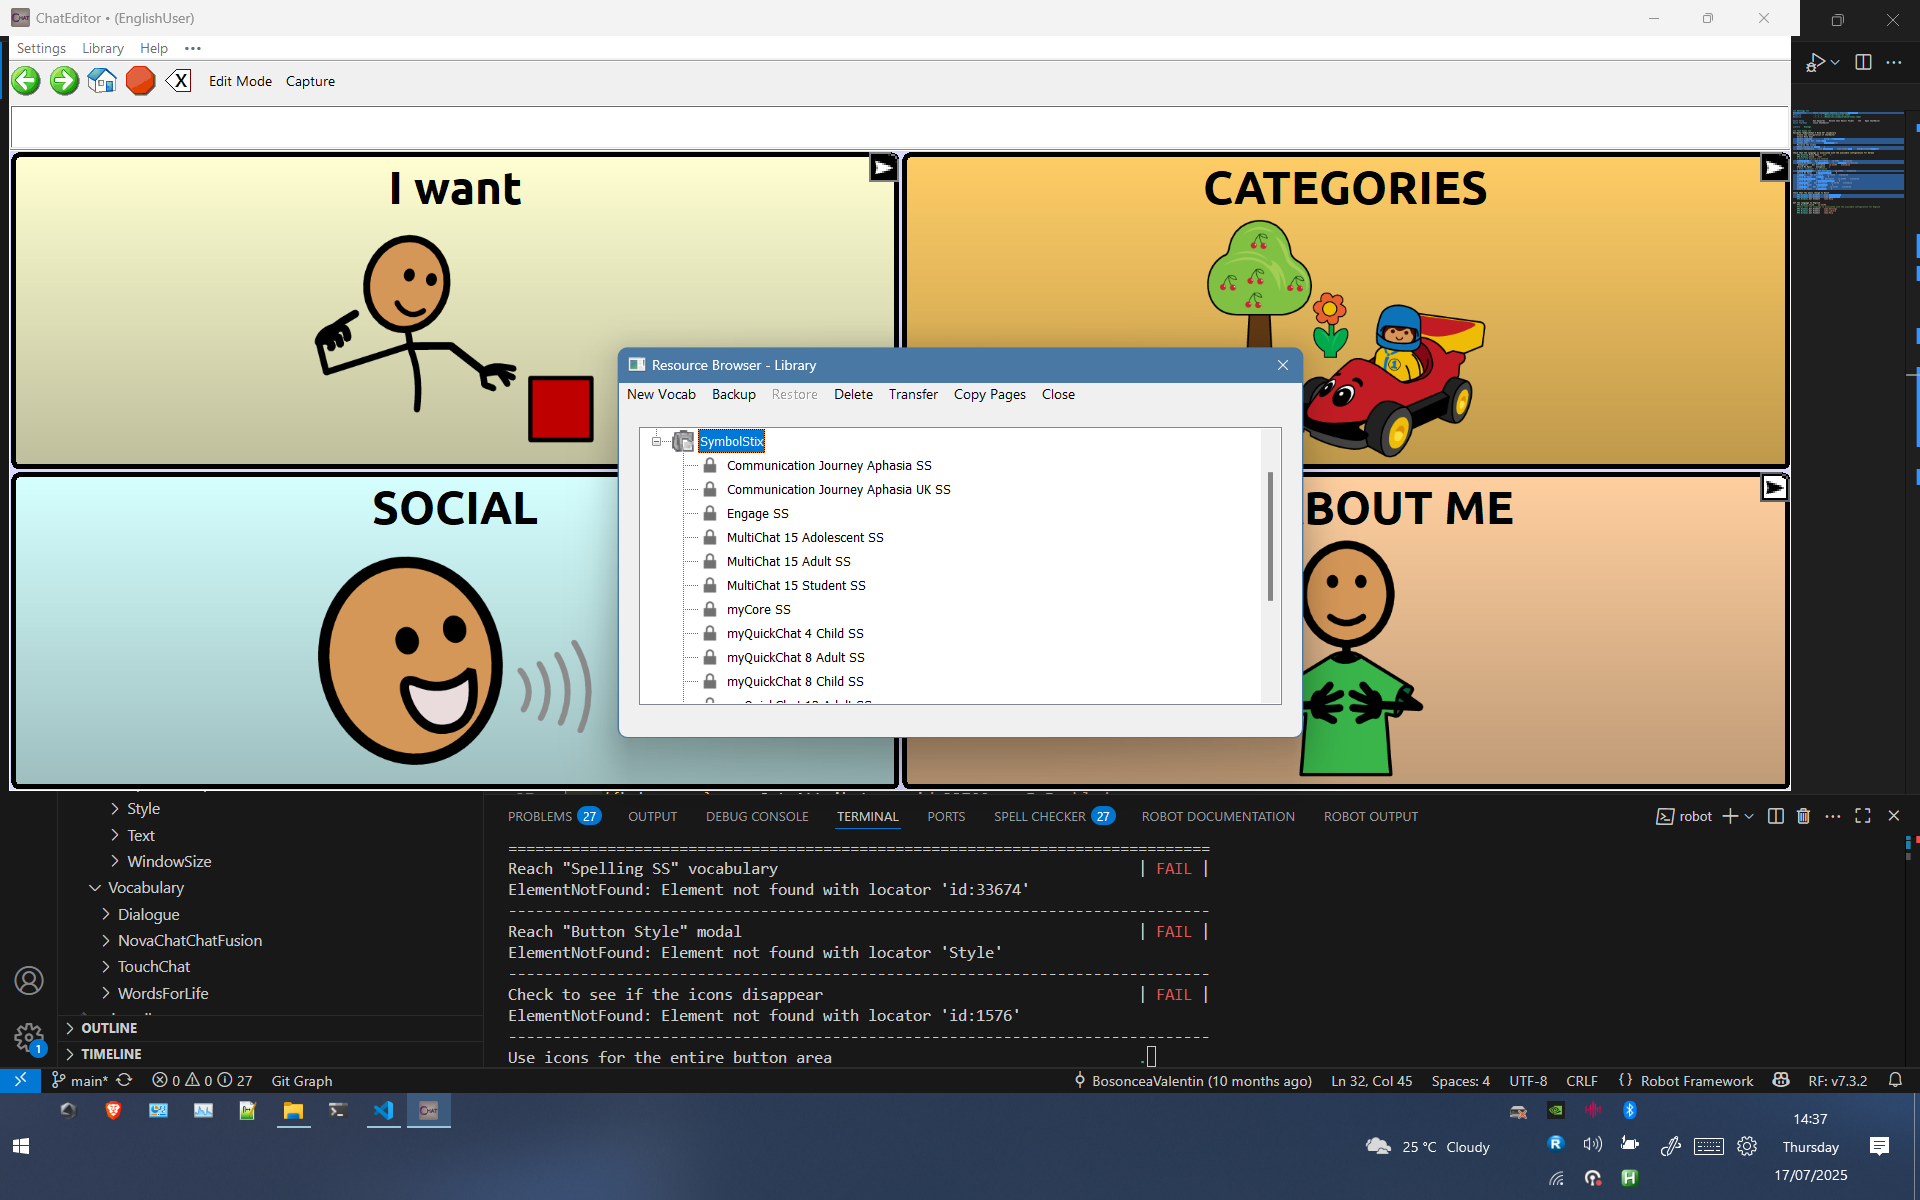 ChatEditor • (EnglishUser)
Settings Library Help •••
X Edit Mode Capture
I want
CATEGORIES
SOCIAL
BOUT ME
Resource Browser - Library
New Vocab Backup Restore Delete Transfer Copy Pages Close
SymbolStix
Communication Journey Aphasia SS
Communication Journey Aphasia UK SS
Engage SS
MultiChat 15 Adolescent SS
MultiChat 15 Adult SS
MultiChat 15 Student SS
myCore SS
myQuickChat 4 Child SS
myQuickChat 8 Adult SS
myQuickChat 8 Child SS
Style
Text
WindowSize
Vocabulary
Dialogue
NovaChatChatFusion
TouchChat
WordsForLife
OUTLINE
TIMELINE
PROBLEMS 27 OUTPUT DEBUG CONSOLE TERMINAL PORTS SPELL CHECKER 27 ROBOT DOCUMENTATION ROBOT OUTPUT
robot
==============================================================================
Reach "Spelling SS" vocabulary | FAIL |
ElementNotFound: Element not found with locator 'id:33674'
------------------------------------------------------------------------------
Reach "Button Style" modal | FAIL |
ElementNotFound: Element not found with locator 'Style'
------------------------------------------------------------------------------
Check to see if the icons disappear | FAIL |
ElementNotFound: Element not found with locator 'id:1576'
------------------------------------------------------------------------------
Use icons for the entire button area .
1
main* 0 0 27 Git Graph BosonceaValentin (10 months ago) Ln 32, Col 45 Spaces: 4 UTF-8 CRLF {} Robot Framework RF: v7.3.2
CHAT
25 °C Cloudy
14:37
Thursday
17/07/2025